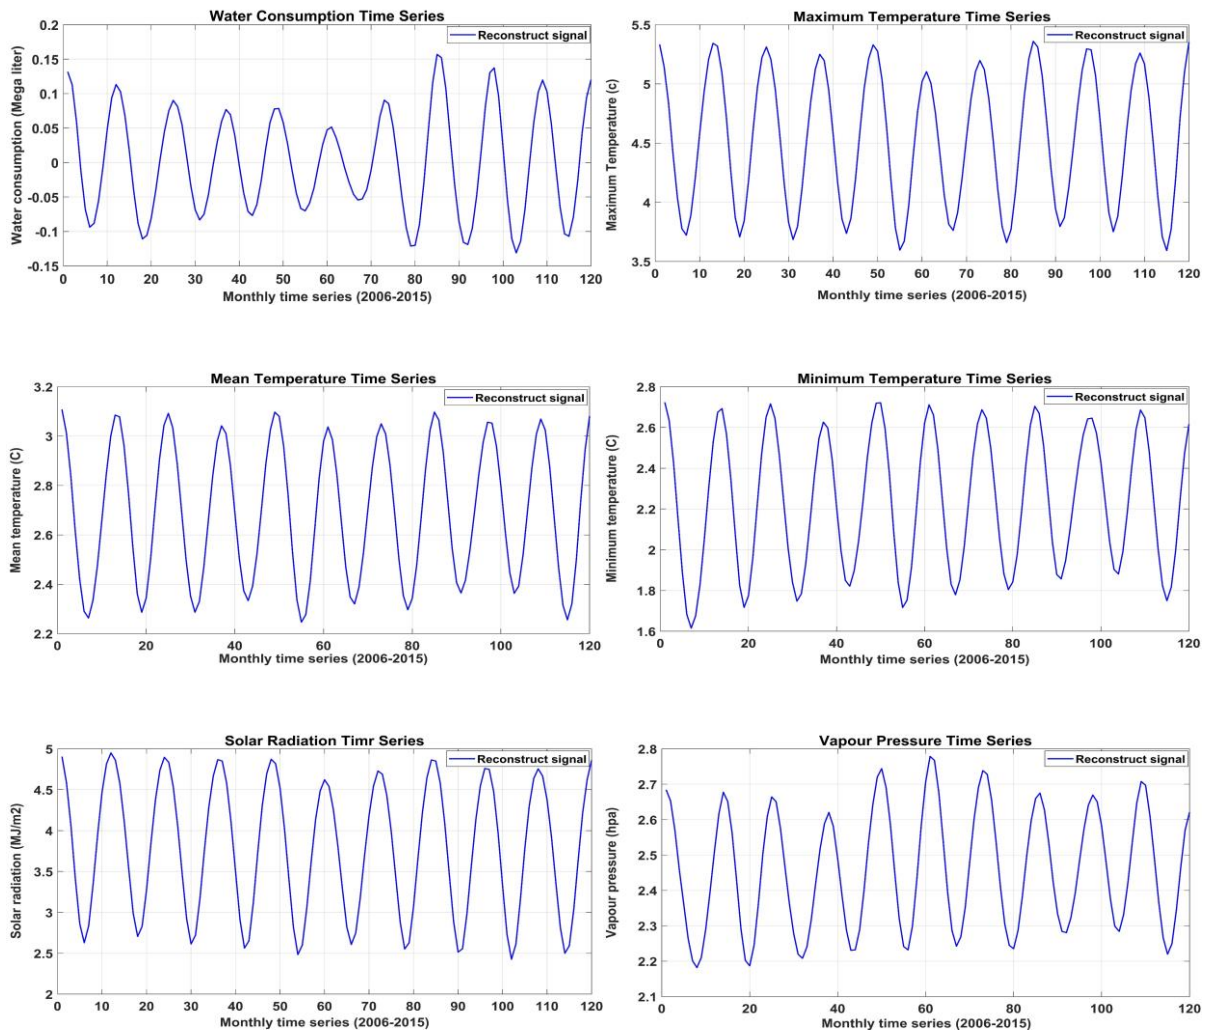 Water Consumption Time Series
Reconstruct signal
Water consumption (Mega liter)
0.2
0.15
0.1
0.05
0
-0.05
-0.1
-0.15
0 10 20 30 40 50 60 70 80 90 100 110 120
Monthly time series (2006-2015)
Maximum Temperature Time Series
Reconstruct signal
Maximum Temperature (c)
5.5
5
4.5
4
3.5
0 10 20 30 40 50 60 70 80 90 100 110 120
Monthly time series (2006-2015)
Mean Temperature Time Series
Reconstruct signal
Mean temperature (C)
3.2
3
2.8
2.6
2.4
2.2
0 20 40 60 80 100 120
Monthly time series (2006-2015)
Minimum Temperature Time Series
Reconstruct signal
Minimum temperature (C)
2.8
2.6
2.4
2.2
2
1.8
1.6
0 20 40 60 80 100 120
Monthly time series (2006-2015)
Solar Radiation Timr Series
Reconstruct signal
Solar radiation (MJ/m2)
5
4.5
4
3.5
3
2.5
2
0 10 20 30 40 50 60 70 80 90 100 110 120
Monthly time series (2006-2015)
Vapour Pressure Time Series
Reconstruct signal
Vapour pressure (hpa)
2.8
2.7
2.6
2.5
2.4
2.3
2.2
2.1
0 20 40 60 80 100 120
Monthly time series (2006-2015)